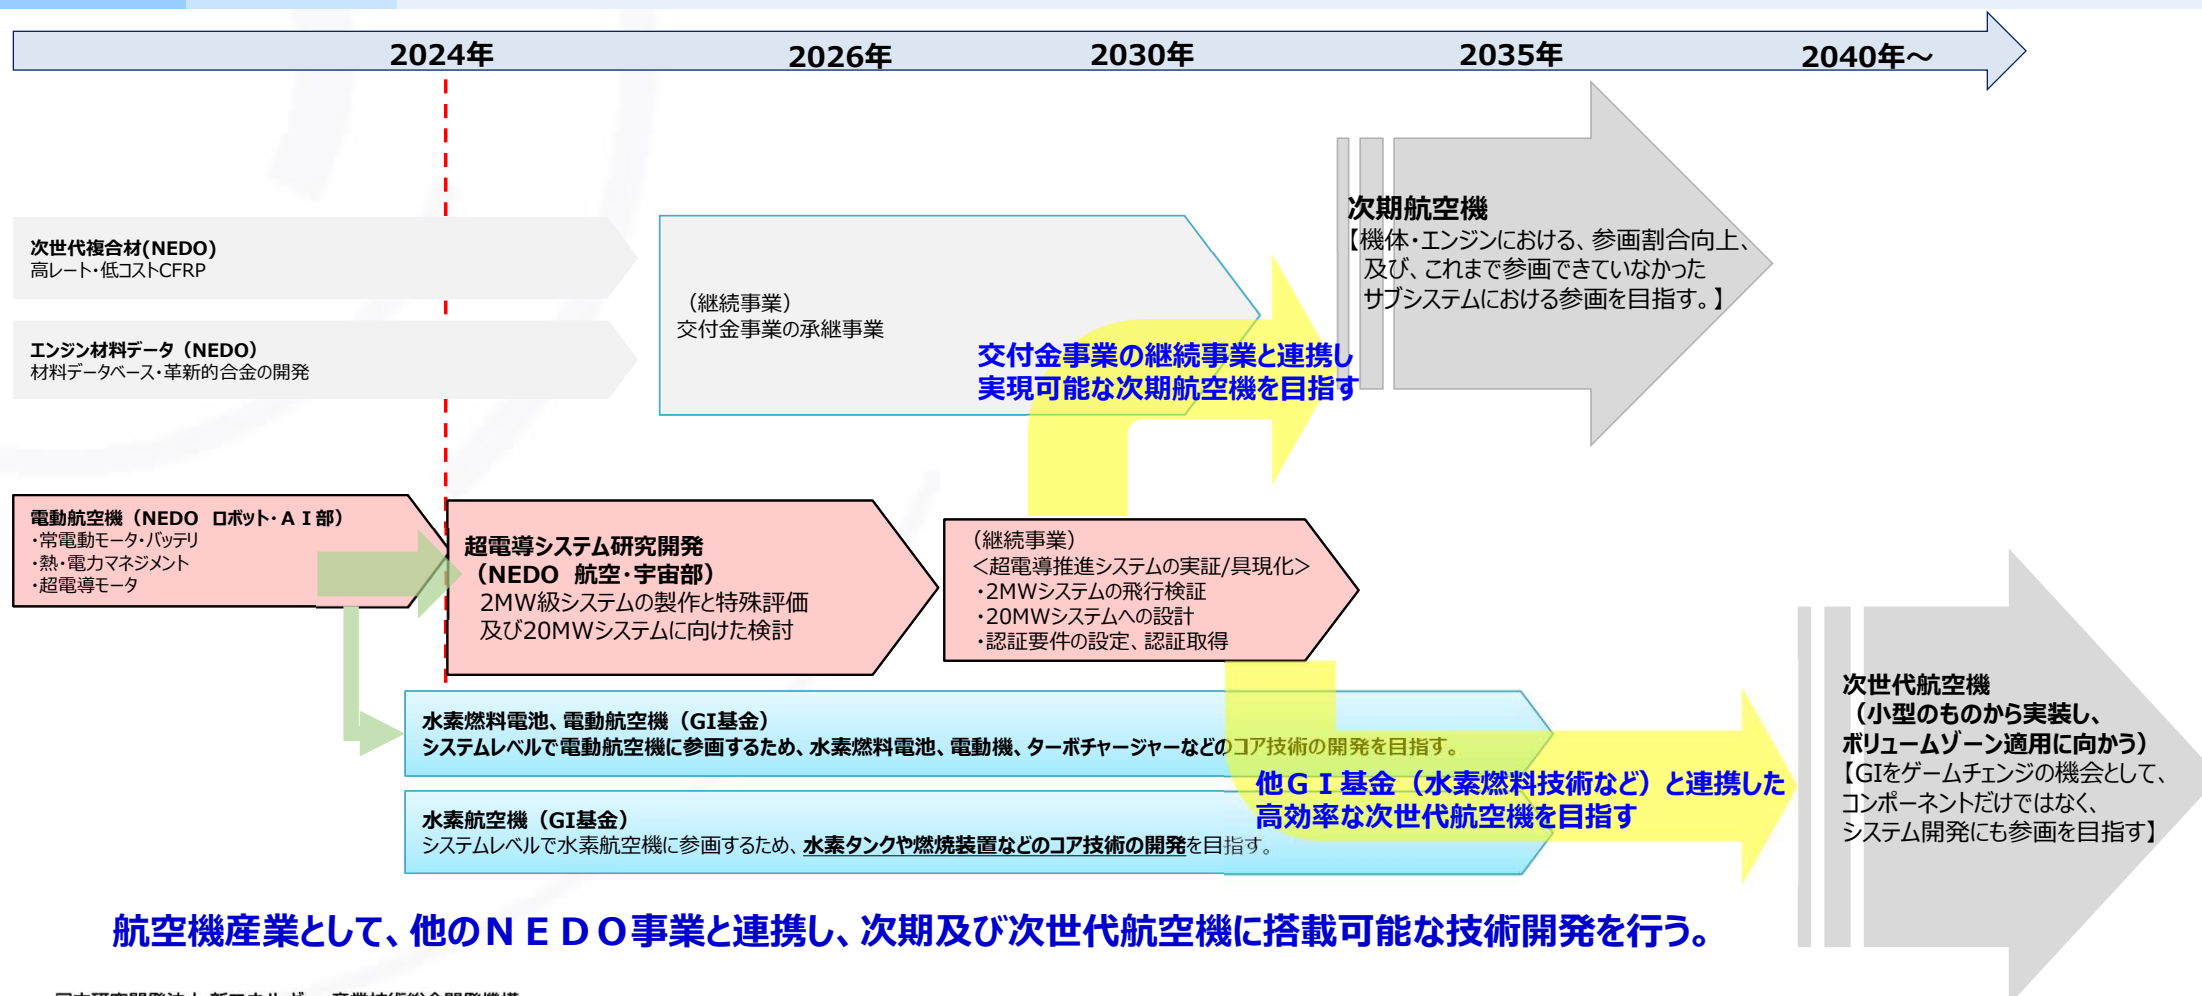 2024年
2026年
2030年
2035年
2040年～
次世代複合材(NEDO)
高レート・低コストCFRP
エンジン材料データ（NEDO）
材料データベース・革新的合金の開発
（継続事業）
交付金事業の承継事業
交付金事業の継続事業と連携し
実現可能な次期航空機を目指す
次期航空機
【機体・エンジンにおける、参画割合向上、
及び、これまで参画できていなかった
サブシステムにおける参画を目指す。】
電動航空機（NEDO ロボット・ＡＩ部）
・常電動モータ・バッテリ
・熱・電力マネジメント
・超電導モータ
超電導システム研究開発
（NEDO 航空・宇宙部）
2MW級システムの製作と特殊評価
及び20MWシステムに向けた検討
（継続事業）
＜超電導推進システムの実証/具現化＞
・2MWシステムの飛行検証
・20MWシステムへの設計
・認証要件の設定、認証取得
水素燃料電池、電動航空機（GI基金）
システムレベルで電動航空機に参画するため、水素燃料電池、電動機、ターボチャージャーなどのコア技術の開発を目指す。
他ＧＩ基金（水素燃料技術など）と連携した
高効率な次世代航空機を目指す
水素航空機（GI基金）
システムレベルで水素航空機に参画するため、水素タンクや燃焼装置などのコア技術の開発を目指す。
次世代航空機
（小型のものから実装し、
ボリュームゾーン適用に向かう）
【GIをゲームチェンジの機会として、
コンポーネントだけではなく、
システム開発にも参画を目指す】
航空機産業として、他のＮＥＤＯ事業と連携し、次期及び次世代航空機に搭載可能な技術開発を行う。